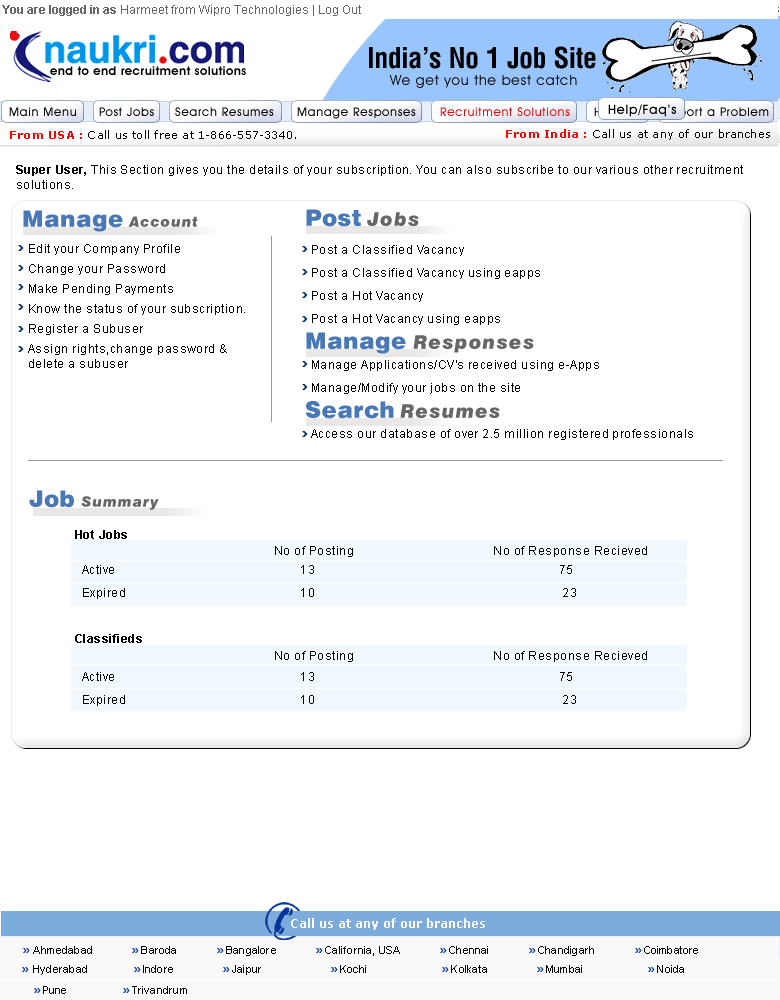 You are logged in as Harmeet from Wipro Technologies | Log Out
naukri.com
end to end recruitment solutions
India's No 1 Job Site
We get you the best catch
Main Menu
Post Jobs
Search Resumes
Manage Responses
Recruitment Solutions
Help/Faq's
ort a Problem
From USA : Call us toll free at 1-866-557-3340.
From India : Call us at any of our branches
Super User, This Section gives you the details of your subscription. You can also subscribe to our various other recruitment
solutions.
Manage Account
Edit your Company Profile
Change your Password
Make Pending Payments
Know the status of your subscription.
Register a Subuser
Assign rights,change password &
delete a subuser
Post Jobs
Post a Classified Vacancy
Post a Classified Vacancy using eapps
Post a Hot Vacancy
Post a Hot Vacancy using eapps
Manage Responses
Manage Applications/CV's received using e-Apps
Manage/Modify your jobs on the site
Search Resumes
Access our database of over 2.5 million registered professionals
Job Summary
Hot Jobs
No of Posting No of Response Recieved
Active 13 75
Expired 10 23
Classifieds
No of Posting No of Response Recieved
Active 13 75
Expired 10 23
Call us at any of our branches
» Ahmedabad » Baroda » Bangalore » California, USA » Chennai » Chandigarh » Coimbatore
» Hyderabad » Indore » Jaipur » Kochi » Kolkata » Mumbai » Noida
» Pune » Trivandrum